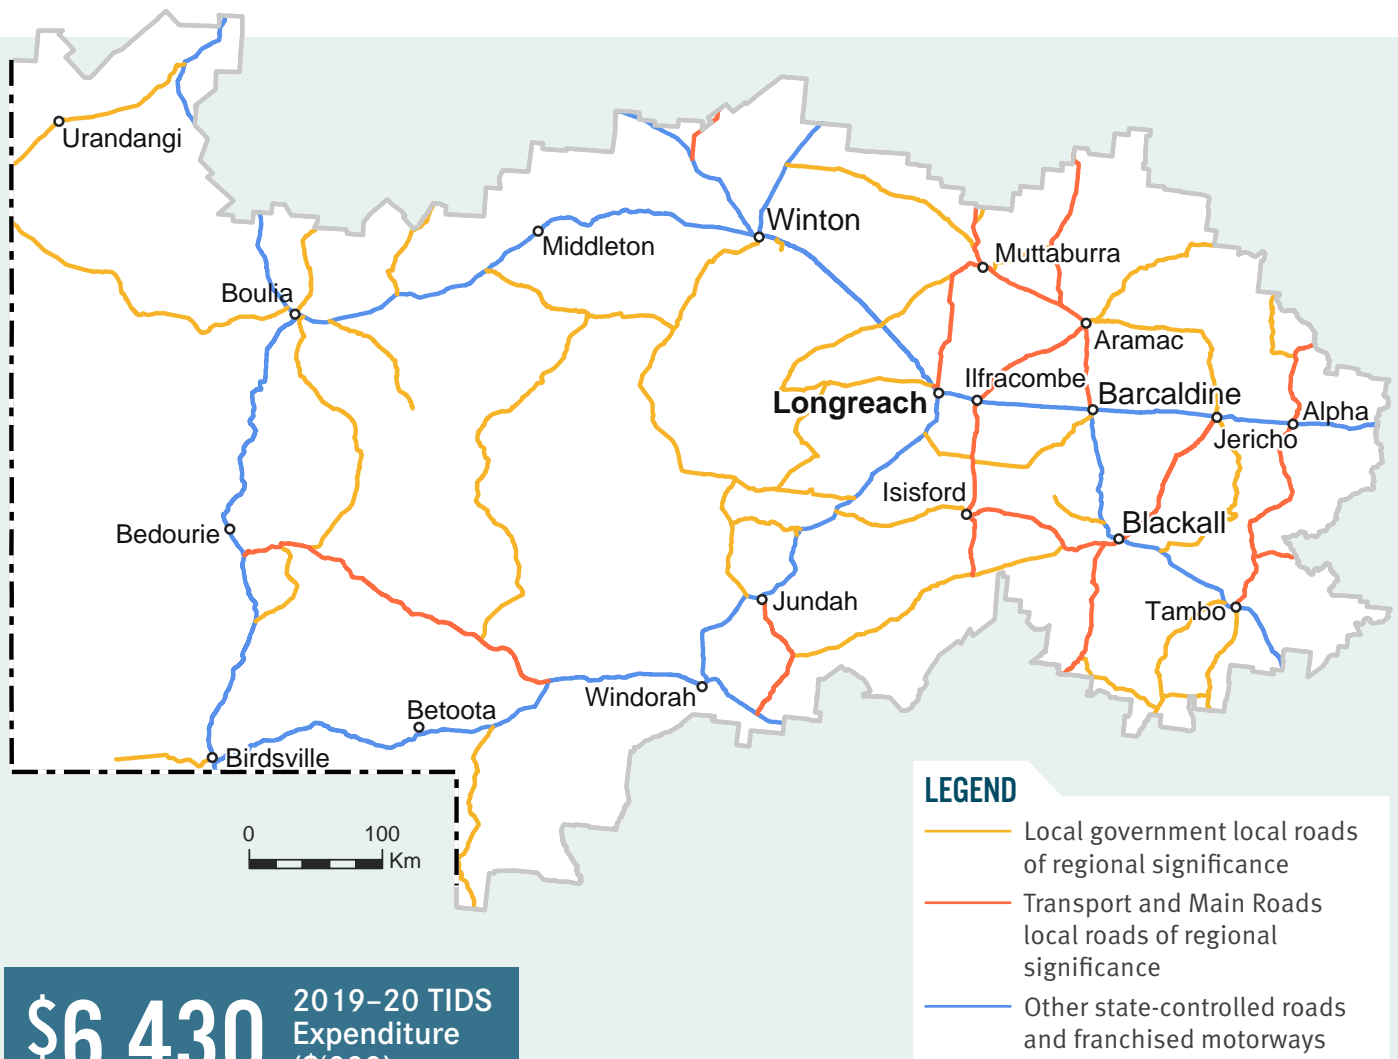 Urandangi
Winton
Middleton
Muttaburra
Boulia
Aramac
Ilfracombe
Barcaldine
Longreach
Alpha
Jericho
Isisford
Blackall
Bedourie
Jundah
Tambo
Windorah
Betoota
Birdsville
LEGEND
0 100
Km
Local government local roads
of regional significance
Transport and Main Roads
local roads of regional
significance
Other state-controlled roads
and franchised motorways
$6,430
2019–20 TIDS
Expenditure
($'000)